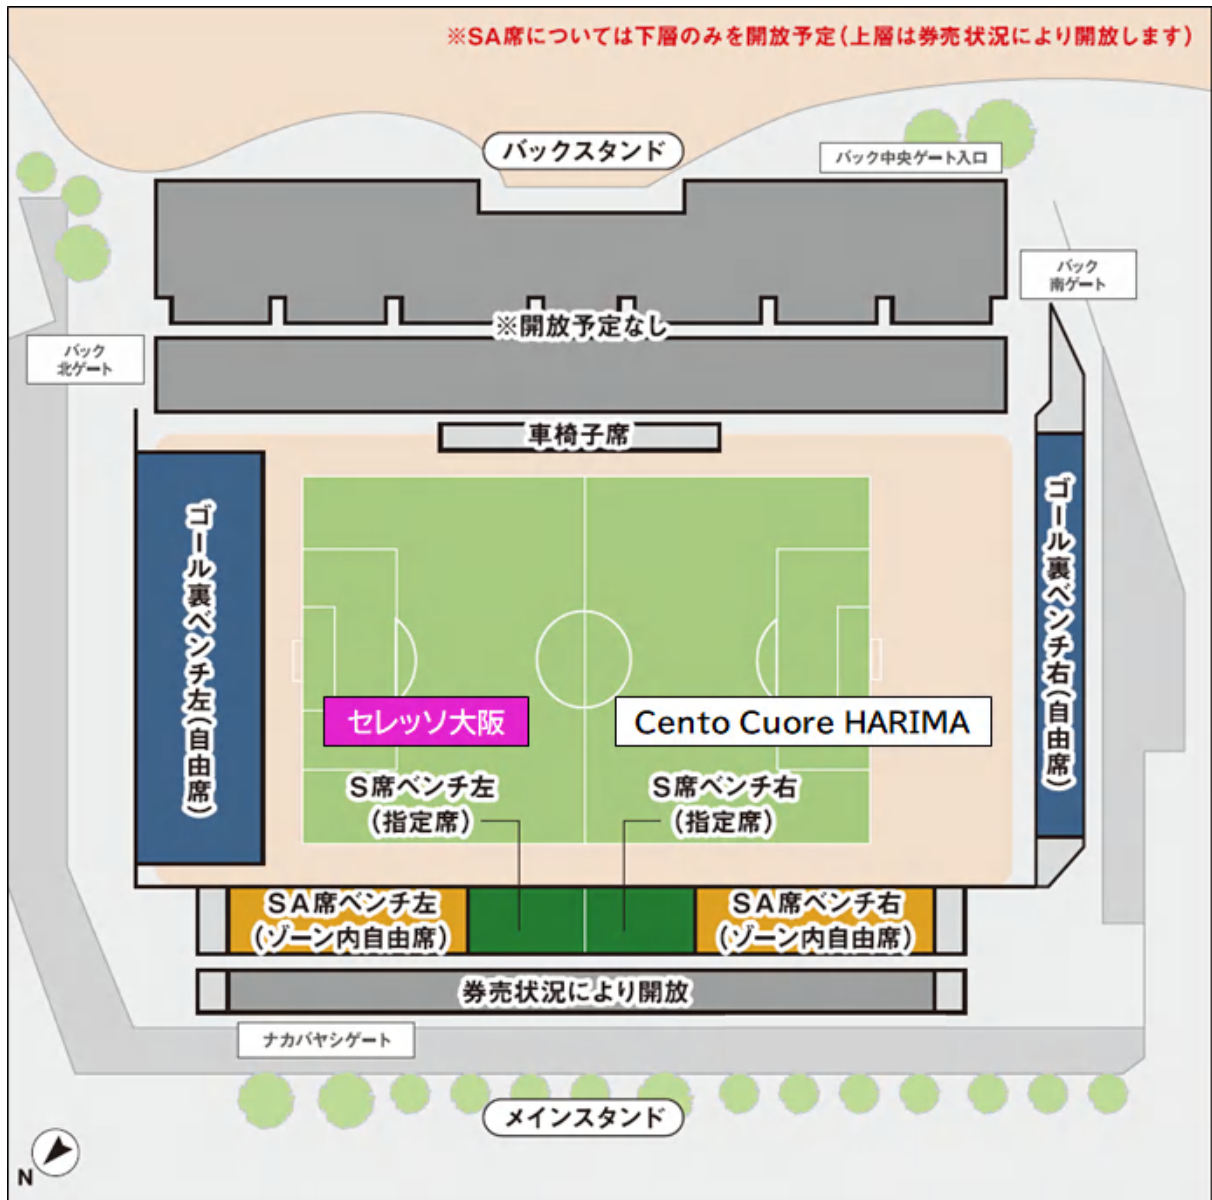 ※SA席については下層のみを開放予定(上層は券売状況により開放します)
バックスタンド
バック中央ゲート入口
バック
南ゲート
※開放予定なし
バック
北ゲート
車椅子席
ゴール裏ベンチ左(自由席)
ゴール裏ベンチ右(自由席)
セレッソ大阪
Cento Cuore HARIMA
S席ベンチ左
(指定席)
S席ベンチ右
(指定席)
SA席ベンチ左
(ゾーン内自由席)
SA席ベンチ右
(ゾーン内自由席)
券売状況により開放
ナカバヤシゲート
メインスタンド
N